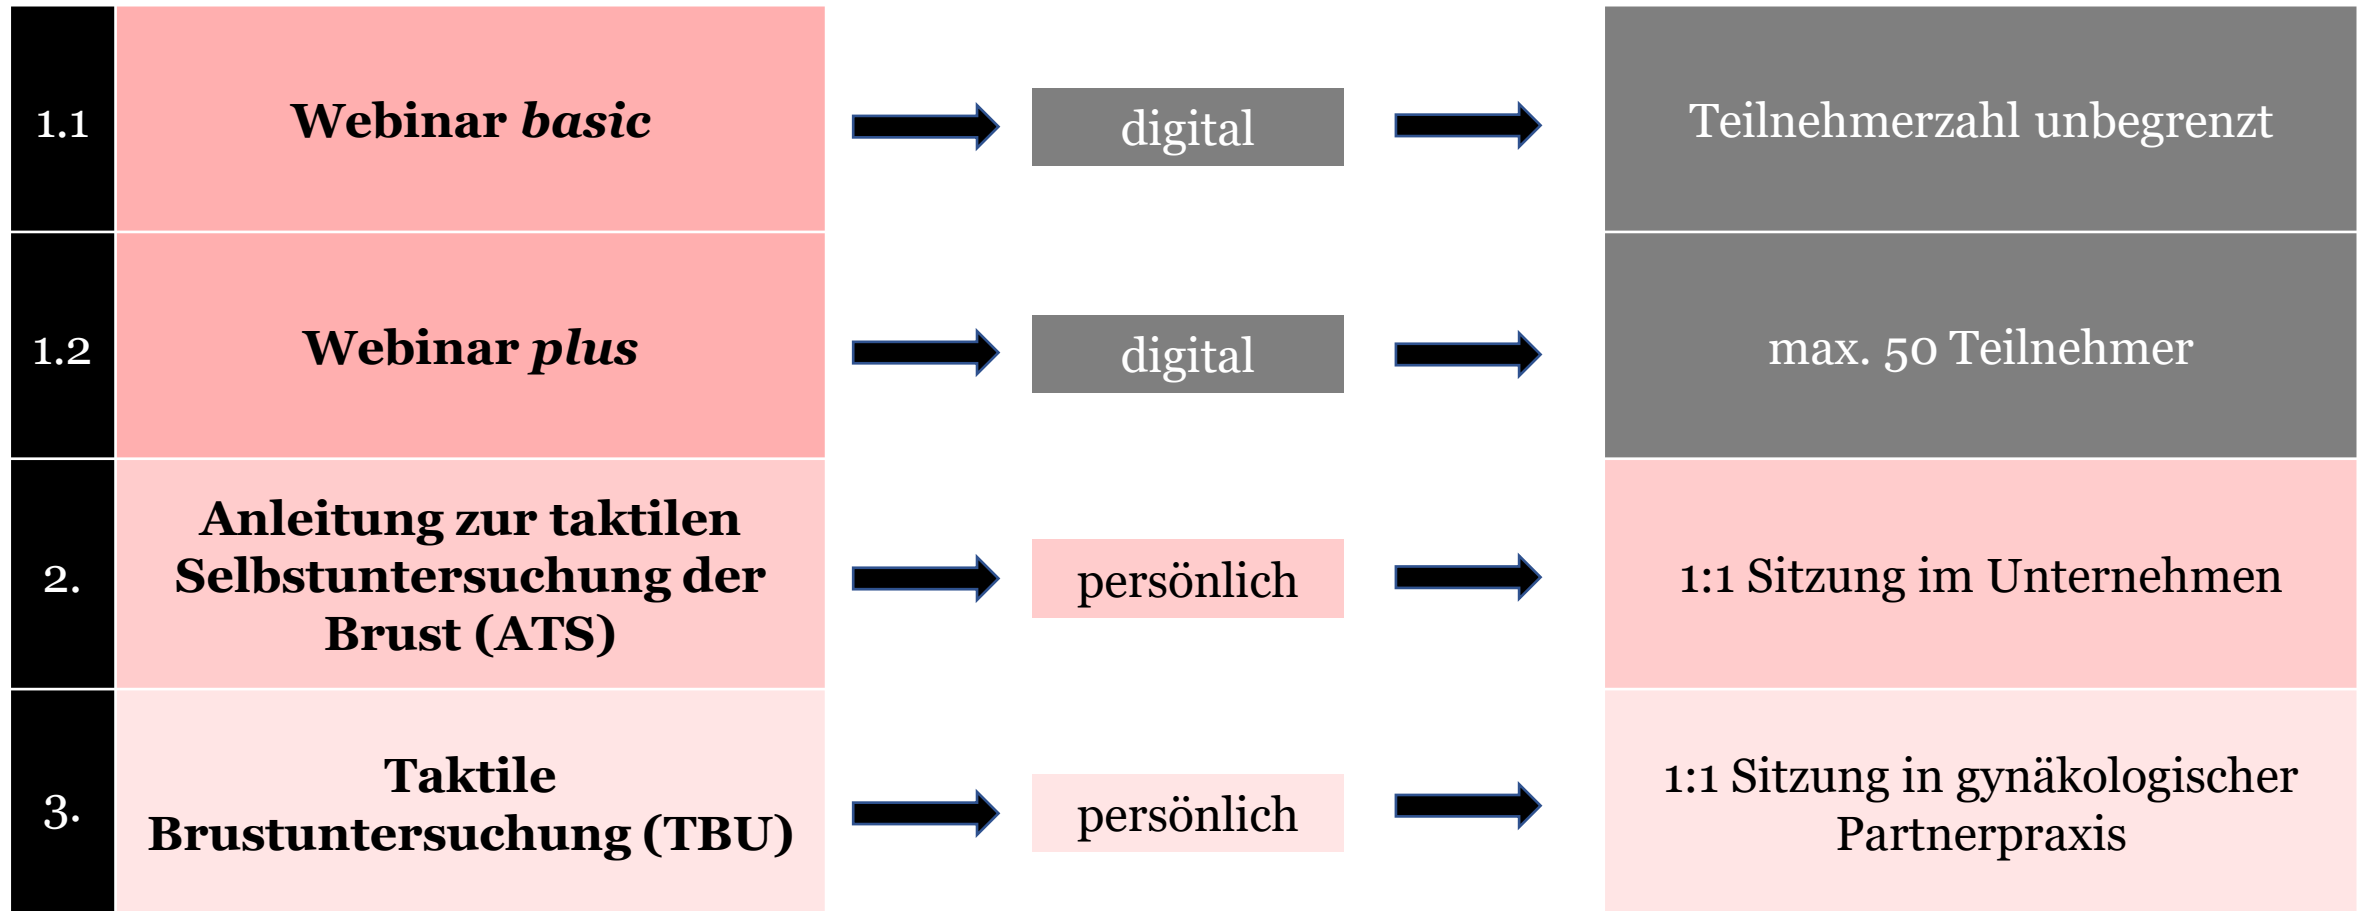 1.1
Webinar basic
digital
Teilnehmerzahl unbegrenzt
1.2
Webinar plus
digital
max. 50 Teilnehmer
2.
Anleitung zur taktilen
Selbstuntersuchung der
Brust (ATS)
persönlich
1:1 Sitzung im Unternehmen
3.
Taktile
Brustuntersuchung (TBU)
persönlich
1:1 Sitzung in gynäkologischer
Partnerpraxis